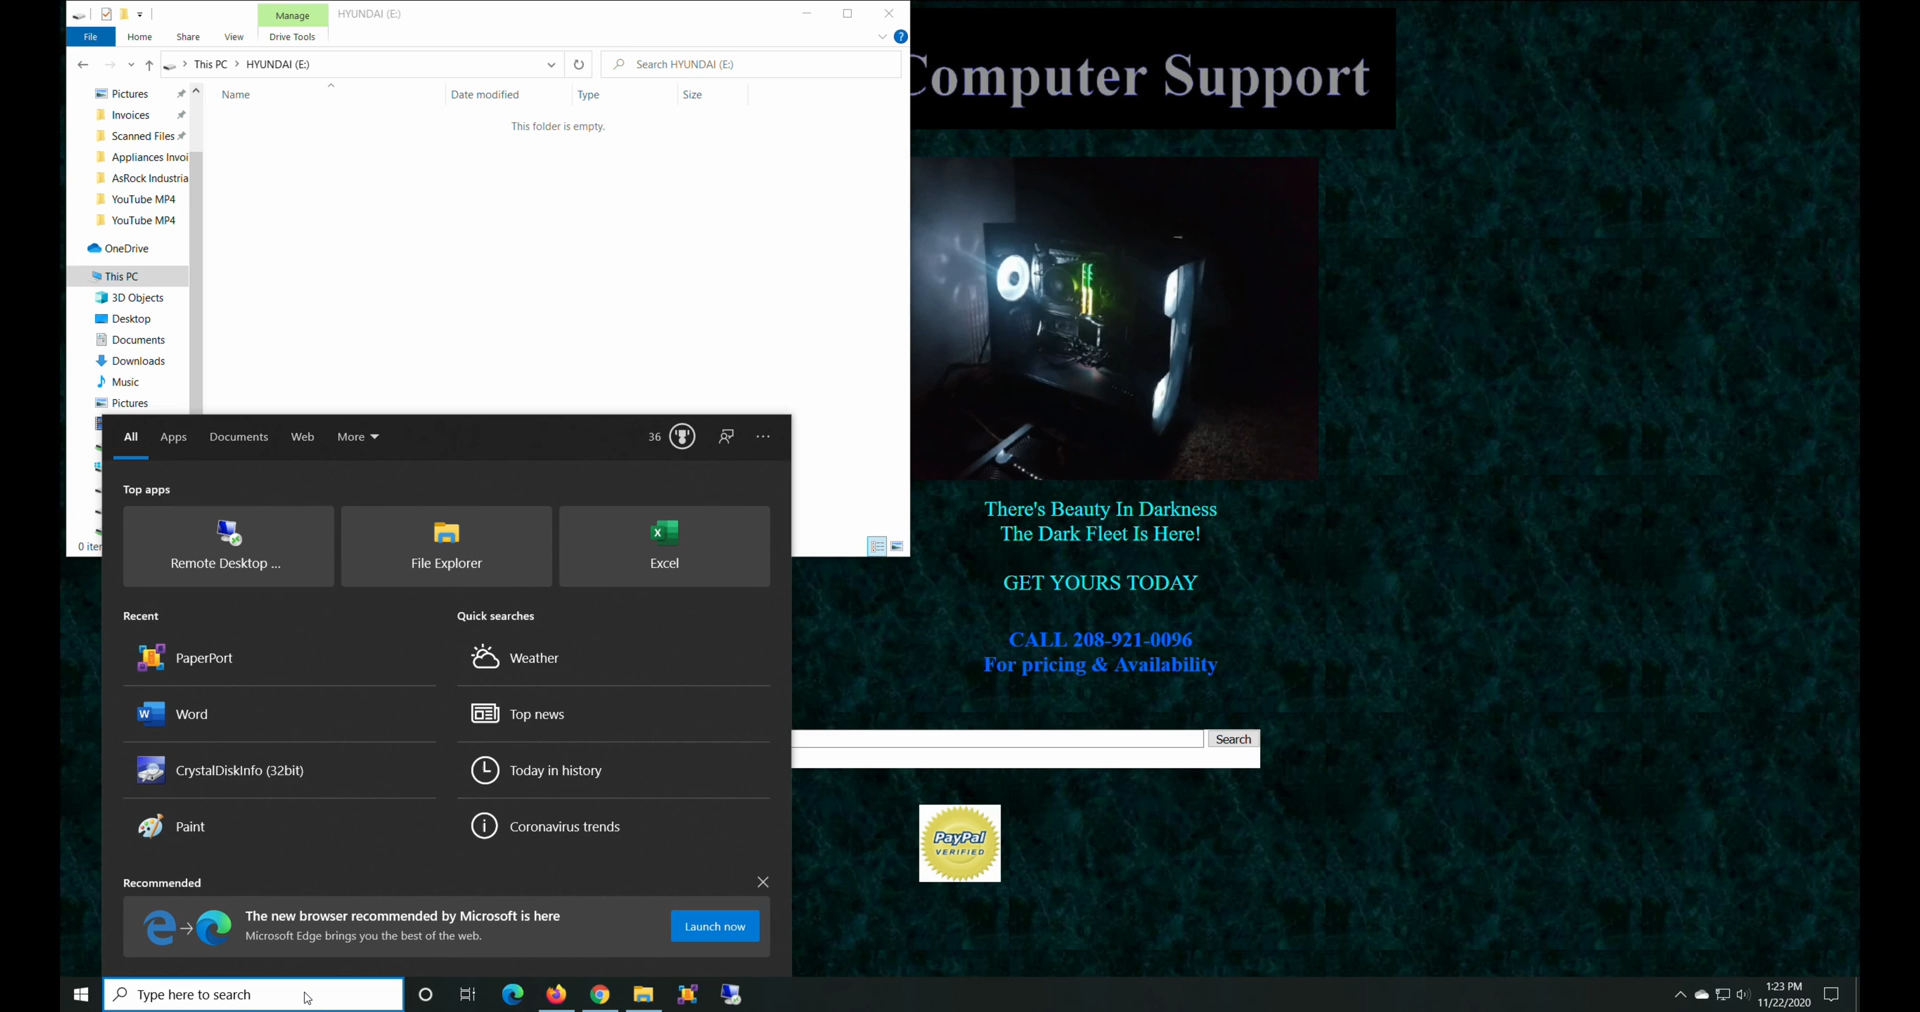 Manage
HYUNDAI (E:)
File
Home
Share
View
Drive Tools
This PC
HYUNDAI (E:)
Search HYUNDAI (E:)
Name
Date modified
Type
Size
This folder is empty.
Pictures
Invoices
Scanned Files
Appliances Invoi
AsRock Industria
YouTube MP4
YouTube MP4
OneDrive
This PC
3D Objects
Desktop
Documents
Downloads
Music
Pictures
0 iter
Computer Support
There's Beauty In Darkness
The Dark Fleet Is Here!
GET YOURS TODAY
CALL 208-921-0096
For pricing & Availability
Search
PayPal
VERIFIED
All
Apps
Documents
Web
More
36
Top apps
Remote Desktop ...
File Explorer
Excel
Recent
Quick searches
PaperPort
Weather
Word
Top news
CrystalDiskInfo (32bit)
Today in history
Paint
Coronavirus trends
Recommended
The new browser recommended by Microsoft is here
Microsoft Edge brings you the best of the web.
Launch now
Type here to search
1:23 PM
11/22/2020